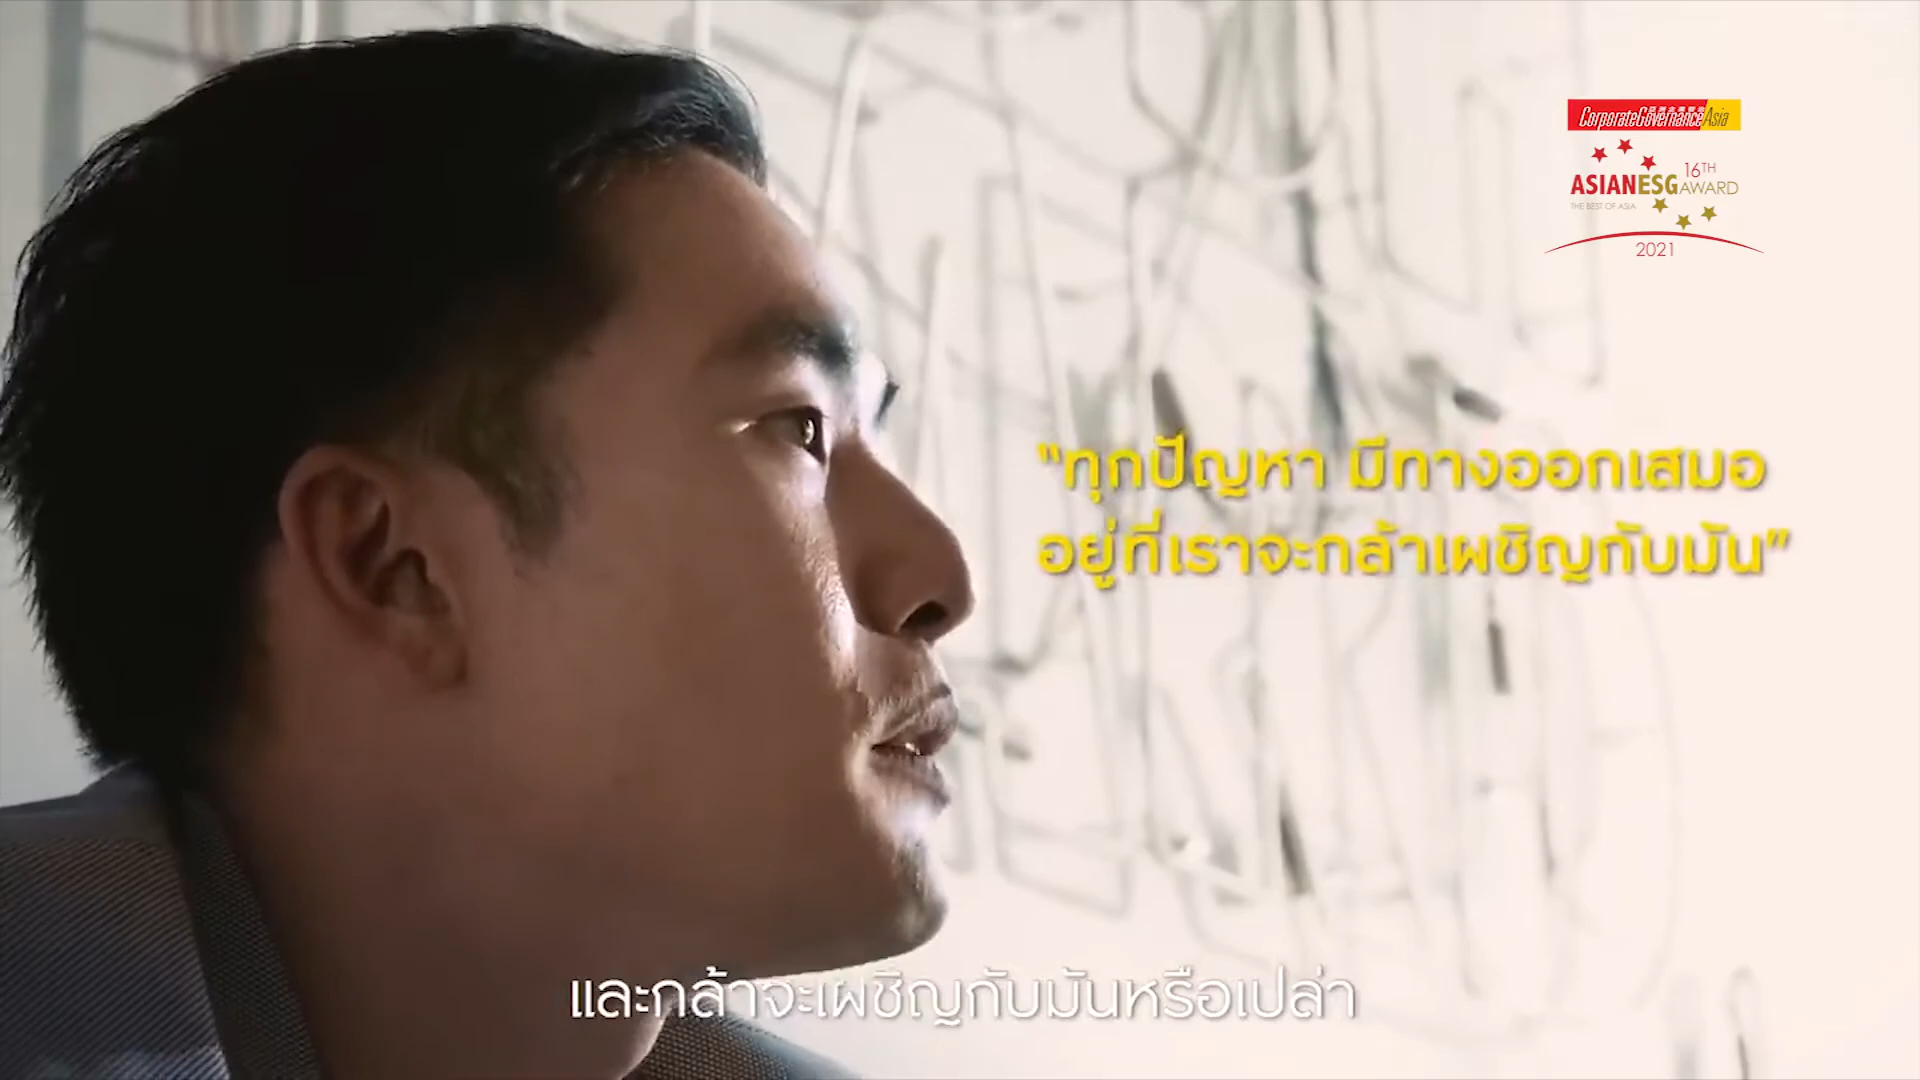 CorporateGovernanceAsia
16TH
ASIANESGAWARD
THE BEST OF ASIA
2021
“ทุกปัญหา มีทางออกเสมอ
อยู่ที่เราจะกล้าเผชิญกับมัน”
และกล้าจะเผชิญกับมันหรือเปล่า